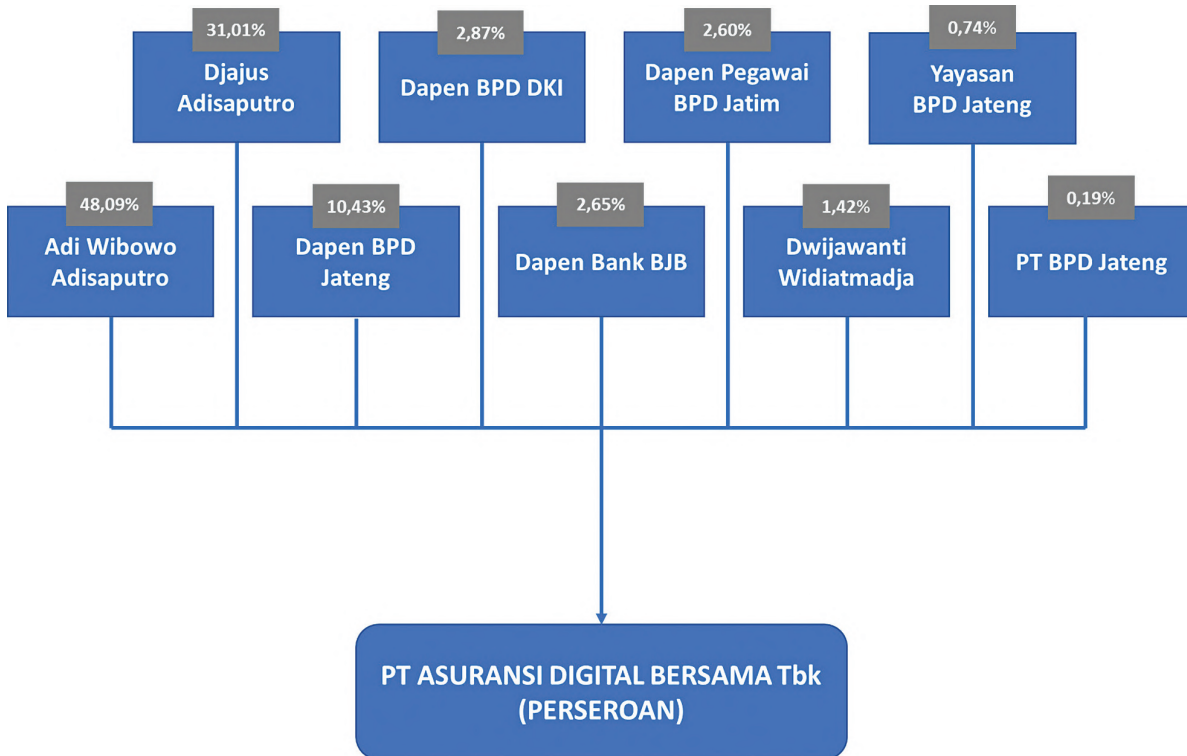 31,01%
Djajus
Adisaputro
2,87%
Dapen BPD DKI
2,60%
Dapen Pegawai
BPD Jatim
0,74%
Yayasan
BPD Jateng
48,09%
Adi Wibowo
Adisaputro
10,43%
Dapen BPD
Jateng
2,65%
Dapen Bank BJB
1,42%
Dwijawanti
Widiatmadja
0,19%
PT BPD Jateng
PT ASURANSI DIGITAL BERSAMA Tbk
(PERSEROAN)